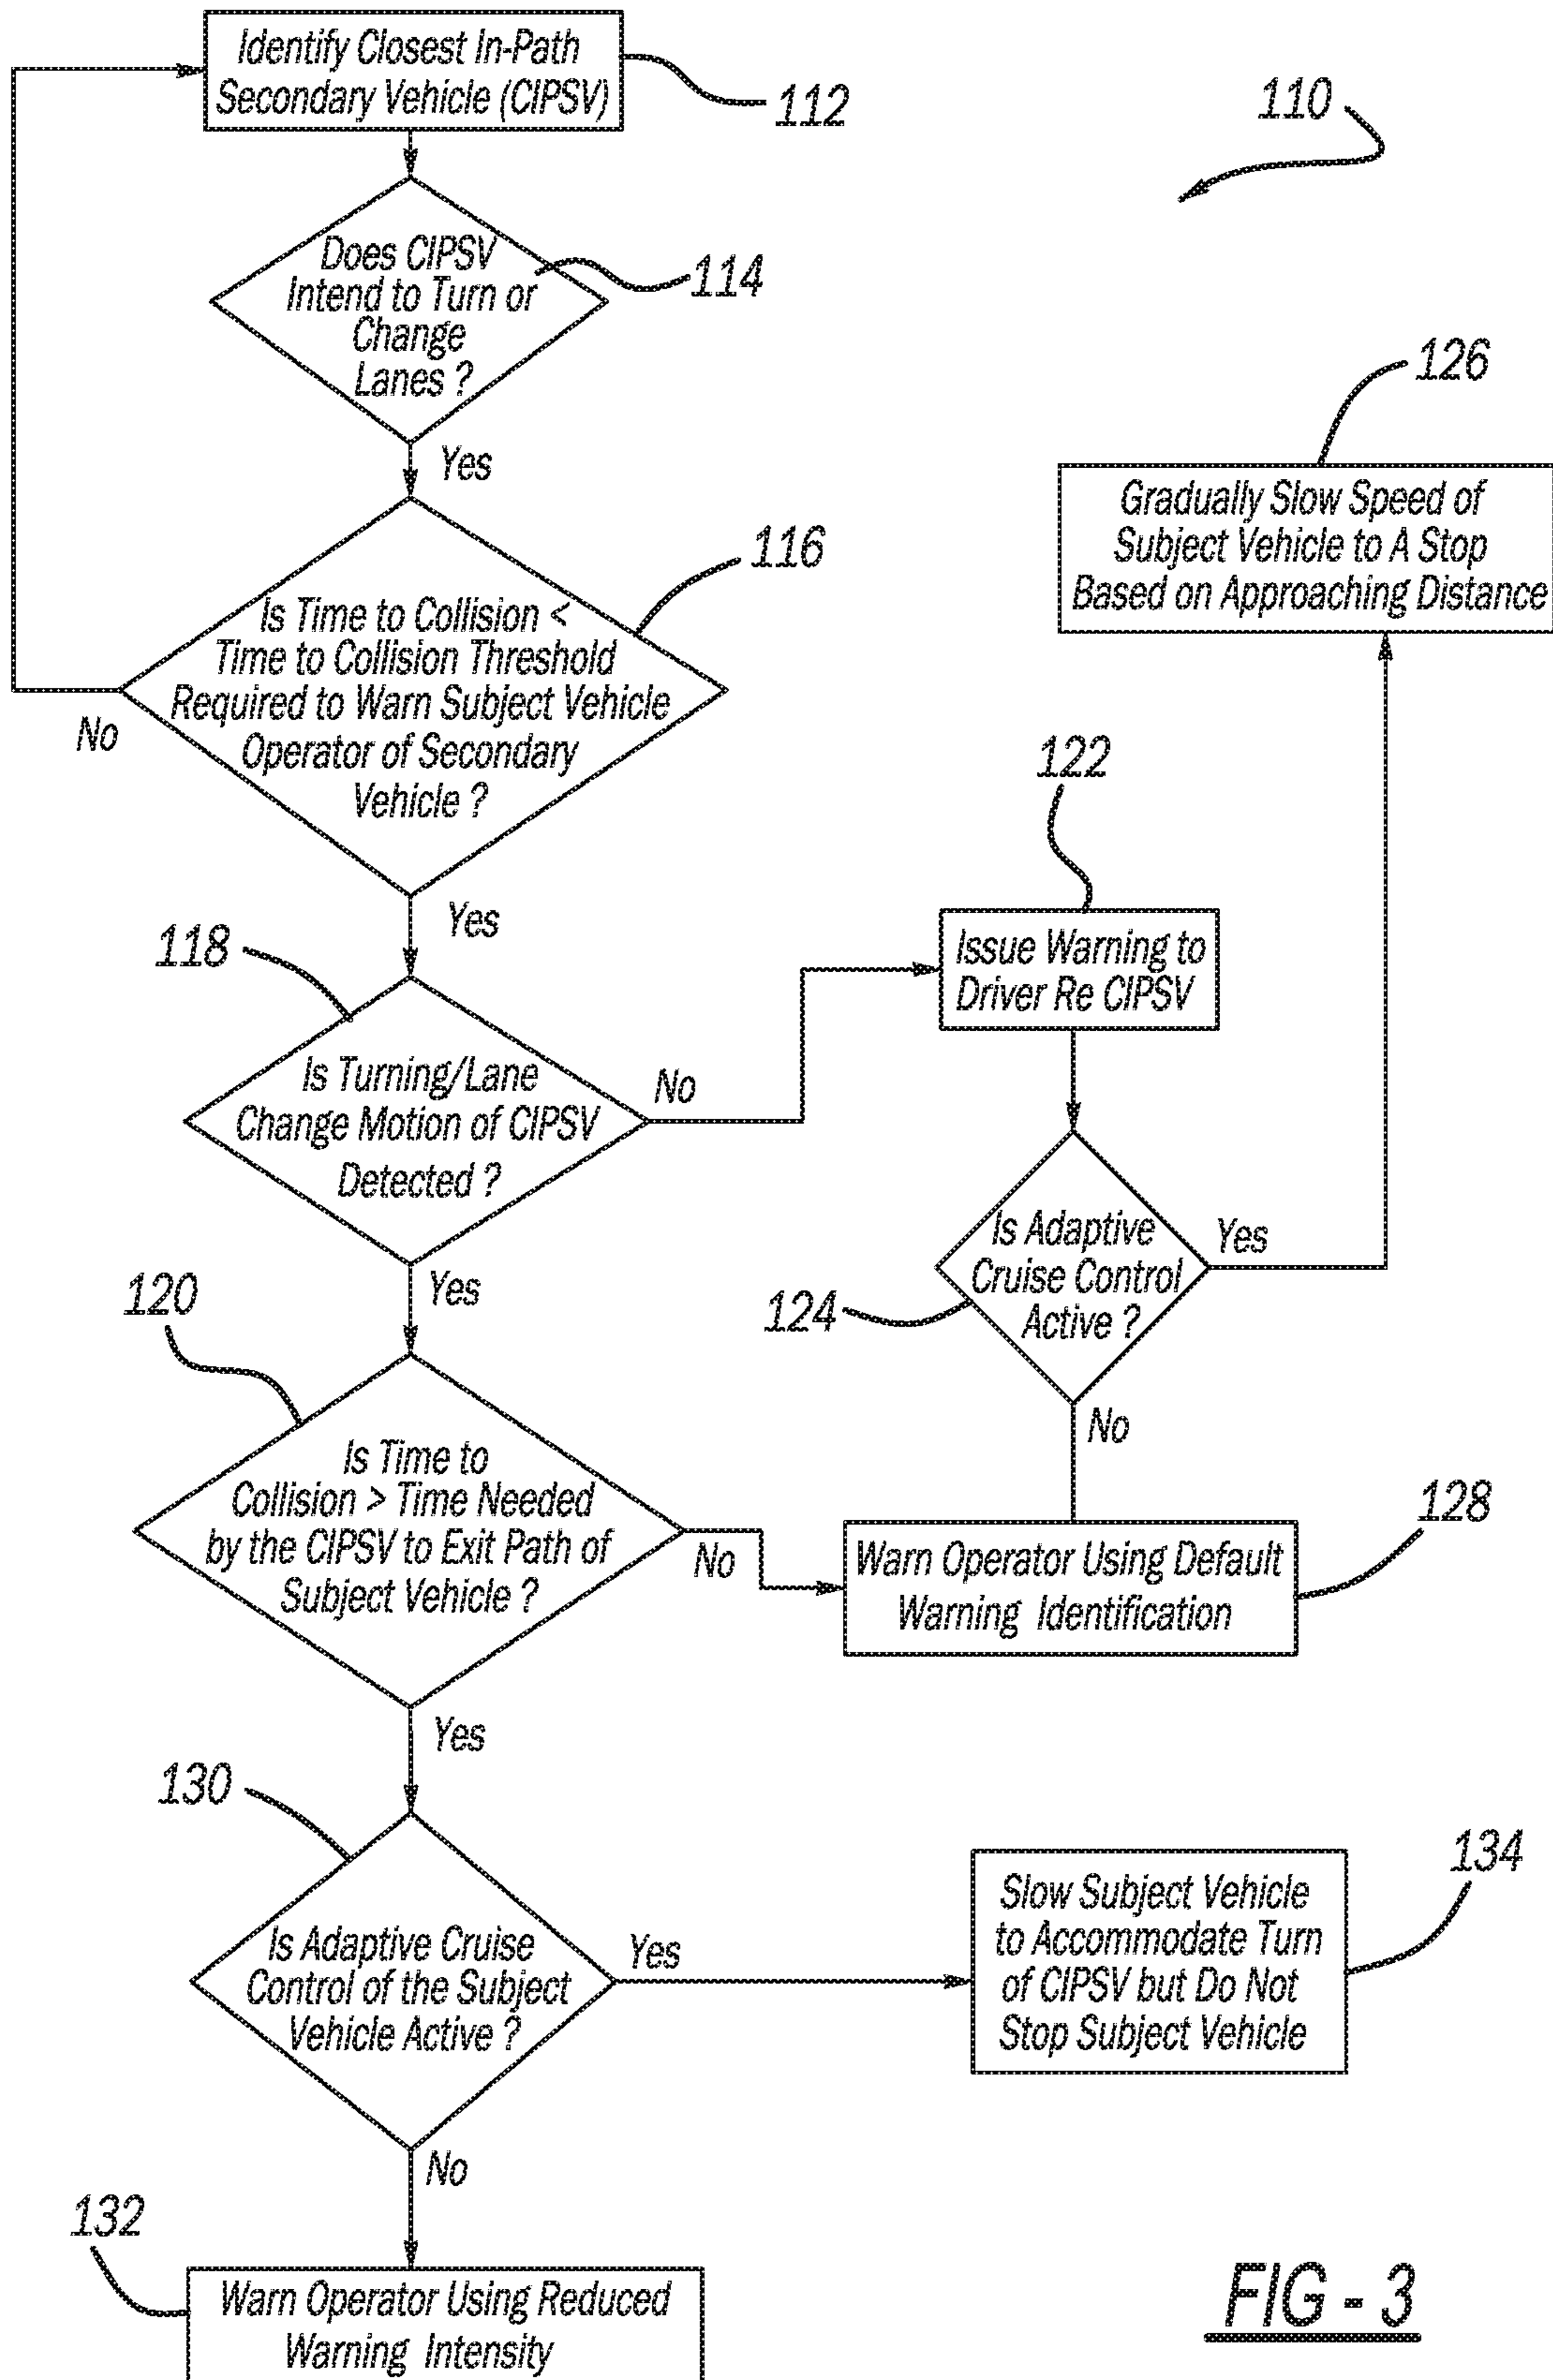 Identify Closest In-Path
Secondary Vehicle (CIPSV)
112
110
Does CIPSV
Intend to Turn or
Change
Lanes ?
114
Yes
126
Gradually Slow Speed of
Subject Vehicle to A Stop
Based on Approaching Distance
116
Is Time to Collision <
Time to Collision Threshold
Required to Warn Subject Vehicle
Operator of Secondary
Vehicle ?
No
Yes
122
Issue Warning to
Driver Re CIPSV
118
Is Turning/Lane
Change Motion of CIPSV
Detected ?
No
Yes
Is Adaptive
Cruise Control
Active ?
Yes
124
No
120
Is Time to
Collision > Time Needed
by the CIPSV to Exit Path of
Subject Vehicle ?
No
Warn Operator Using Default
Warning Identification
128
Yes
130
Is Adaptive Cruise
Control of the Subject
Vehicle Active ?
Yes
Slow Subject Vehicle
to Accommodate Turn
of CIPSV but Do Not
Stop Subject Vehicle
134
No
132
Warn Operator Using Reduced
Warning Intensity
FIG - 3